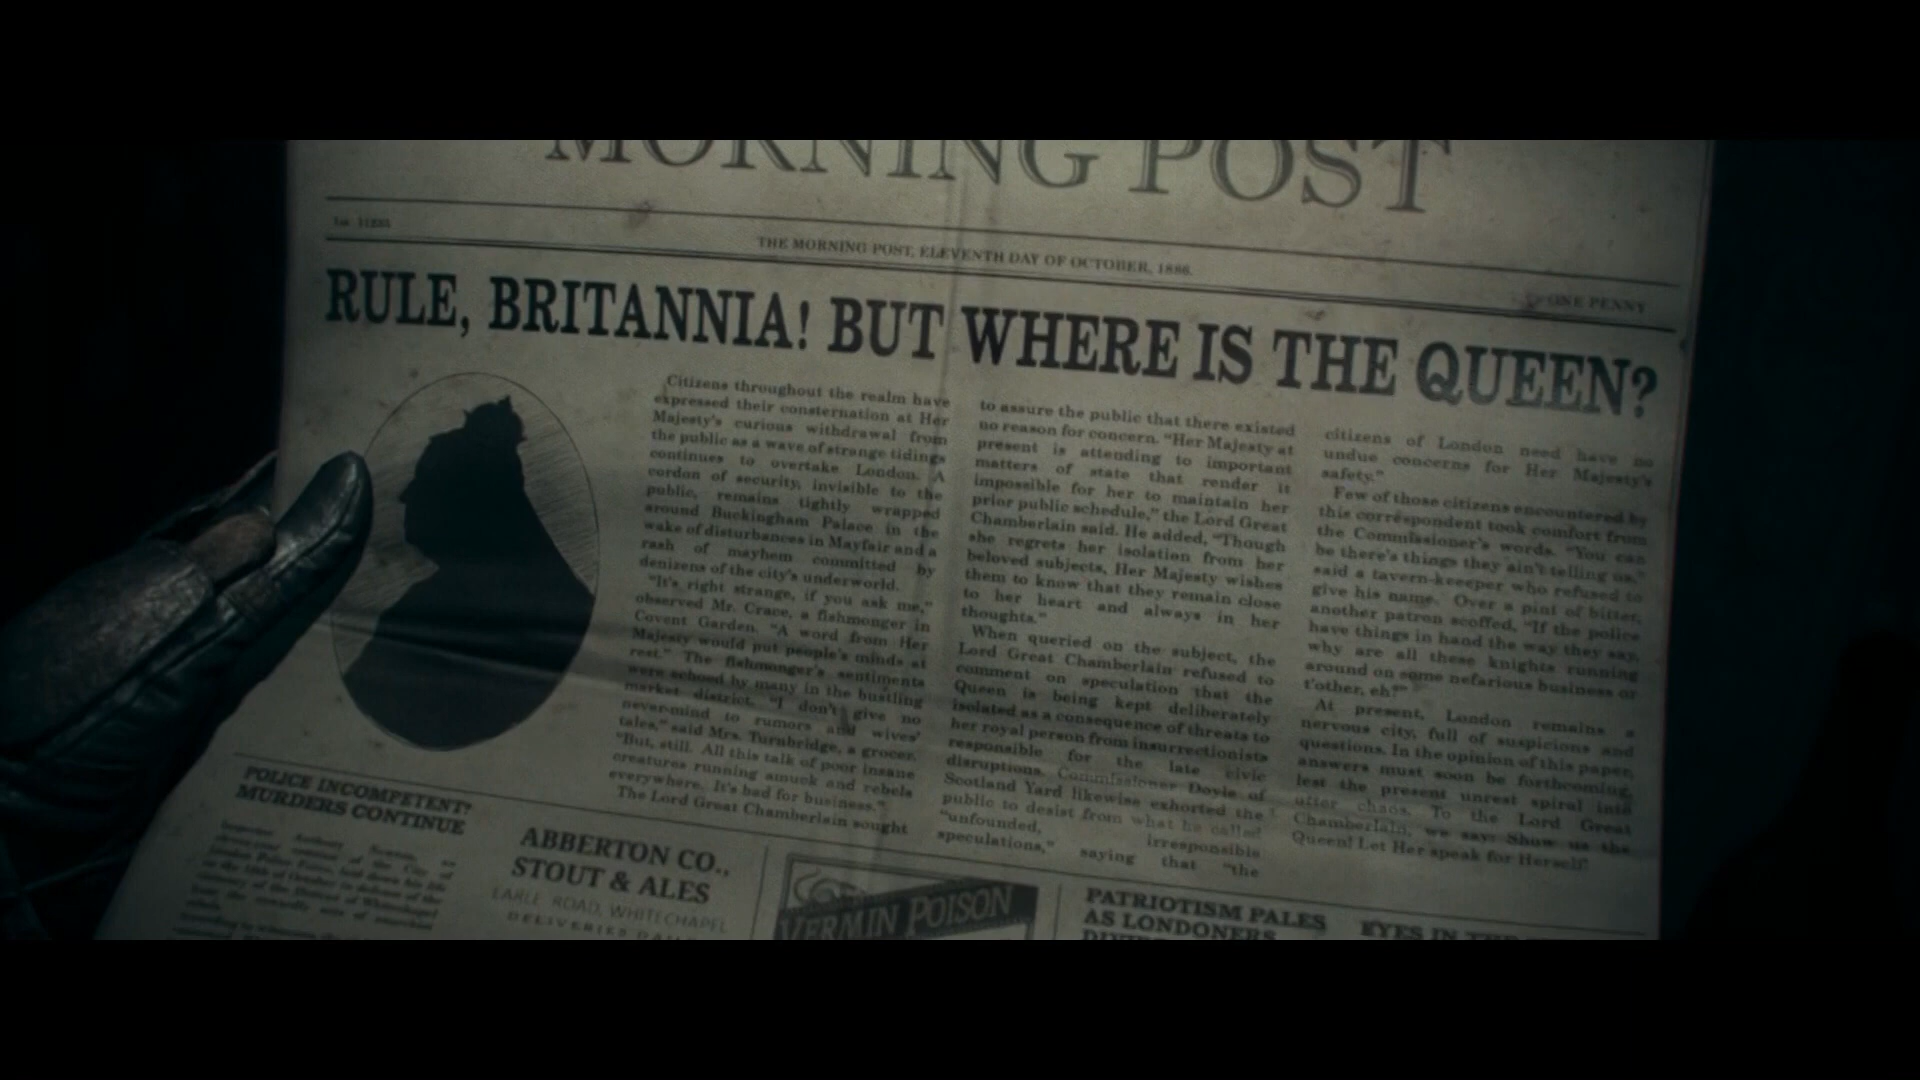 MORNING POST
THE MORNING POST, ELEVENTH DAY OF OCTOBER, 1886.
ONE PENNY
RULE, BRITANNIA! BUT WHERE IS THE QUEEN?
Citizens throughout the realm have
expressed their consternation at Her
Majesty's curious withdrawal from
the public as a wave of strange tidings
continues to overtake London. A
cordon of security, invisible to the
public, remains tightly wrapped
around Buckingham Palace in the
wake of disturbances in Mayfair and a
rash of mayhem committed by
denizens of the city's underworld.
"It's right strange, if you ask me,"
observed Mr. Crace, a fishmonger in
Covent Garden. "A word from Her
Majesty would put people's minds at
rest." The fishmonger's sentiments
were echoed by many in the bustling
market district. "I don't give no
never-mind to rumors and wives'
tales," said Mrs. Turnbridge, a grocer.
"But, still. All this talk of poor insane
creatures running amuck and rebels
everywhere. It's bad for business."
The Lord Great Chamberlain sought
to assure the public that there existed
no reason for concern. "Her Majesty at
present is attending to important
matters of state that render it
impossible for her to maintain her
prior public schedule," the Lord Great
Chamberlain said. He added, "Though
she regrets her isolation from her
beloved subjects, Her Majesty wishes
them to know that they remain close
to her heart and always in her
thoughts."
When queried on the subject, the
Lord Great Chamberlain refused to
comment on speculation that the
Queen is being kept deliberately
isolated as a consequence of threats to
her royal person from insurrectionists
responsible for the late civic
disruptions. Commissioner Doyle of
Scotland Yard likewise exhorted the
public to desist from what he called
"unfounded, irresponsible
speculations," saying that "the
citizens of London need have no
undue concerns for Her Majesty's
safety."
Few of those citizens encountered by
this correspondent took comfort from
the Commissioner's words. "You can
be there's things they ain't telling us,"
said a tavern-keeper who refused to
give his name. Over a pint of bitter,
another patron scoffed, "If the police
have things in hand the way they say,
why are all these knights running
around on some nefarious business or
t'other, eh?"
At present, London remains a
nervous city, full of suspicions and
questions. In the opinion of this paper,
answers must soon be forthcoming,
lest the present unrest spiral into
utter chaos. To the Lord Great
Chamberlain, we say: Show us the
Queen! Let Her speak for Herself!
POLICE INCOMPETENT?
MURDERS CONTINUE
ABBERTON CO.,
STOUT & ALES
EARLE ROAD, WHITECHAPEL
DELIVERIES
VERMIN POISON
PATRIOTISM PALES
AS LONDONERS
EYES IN